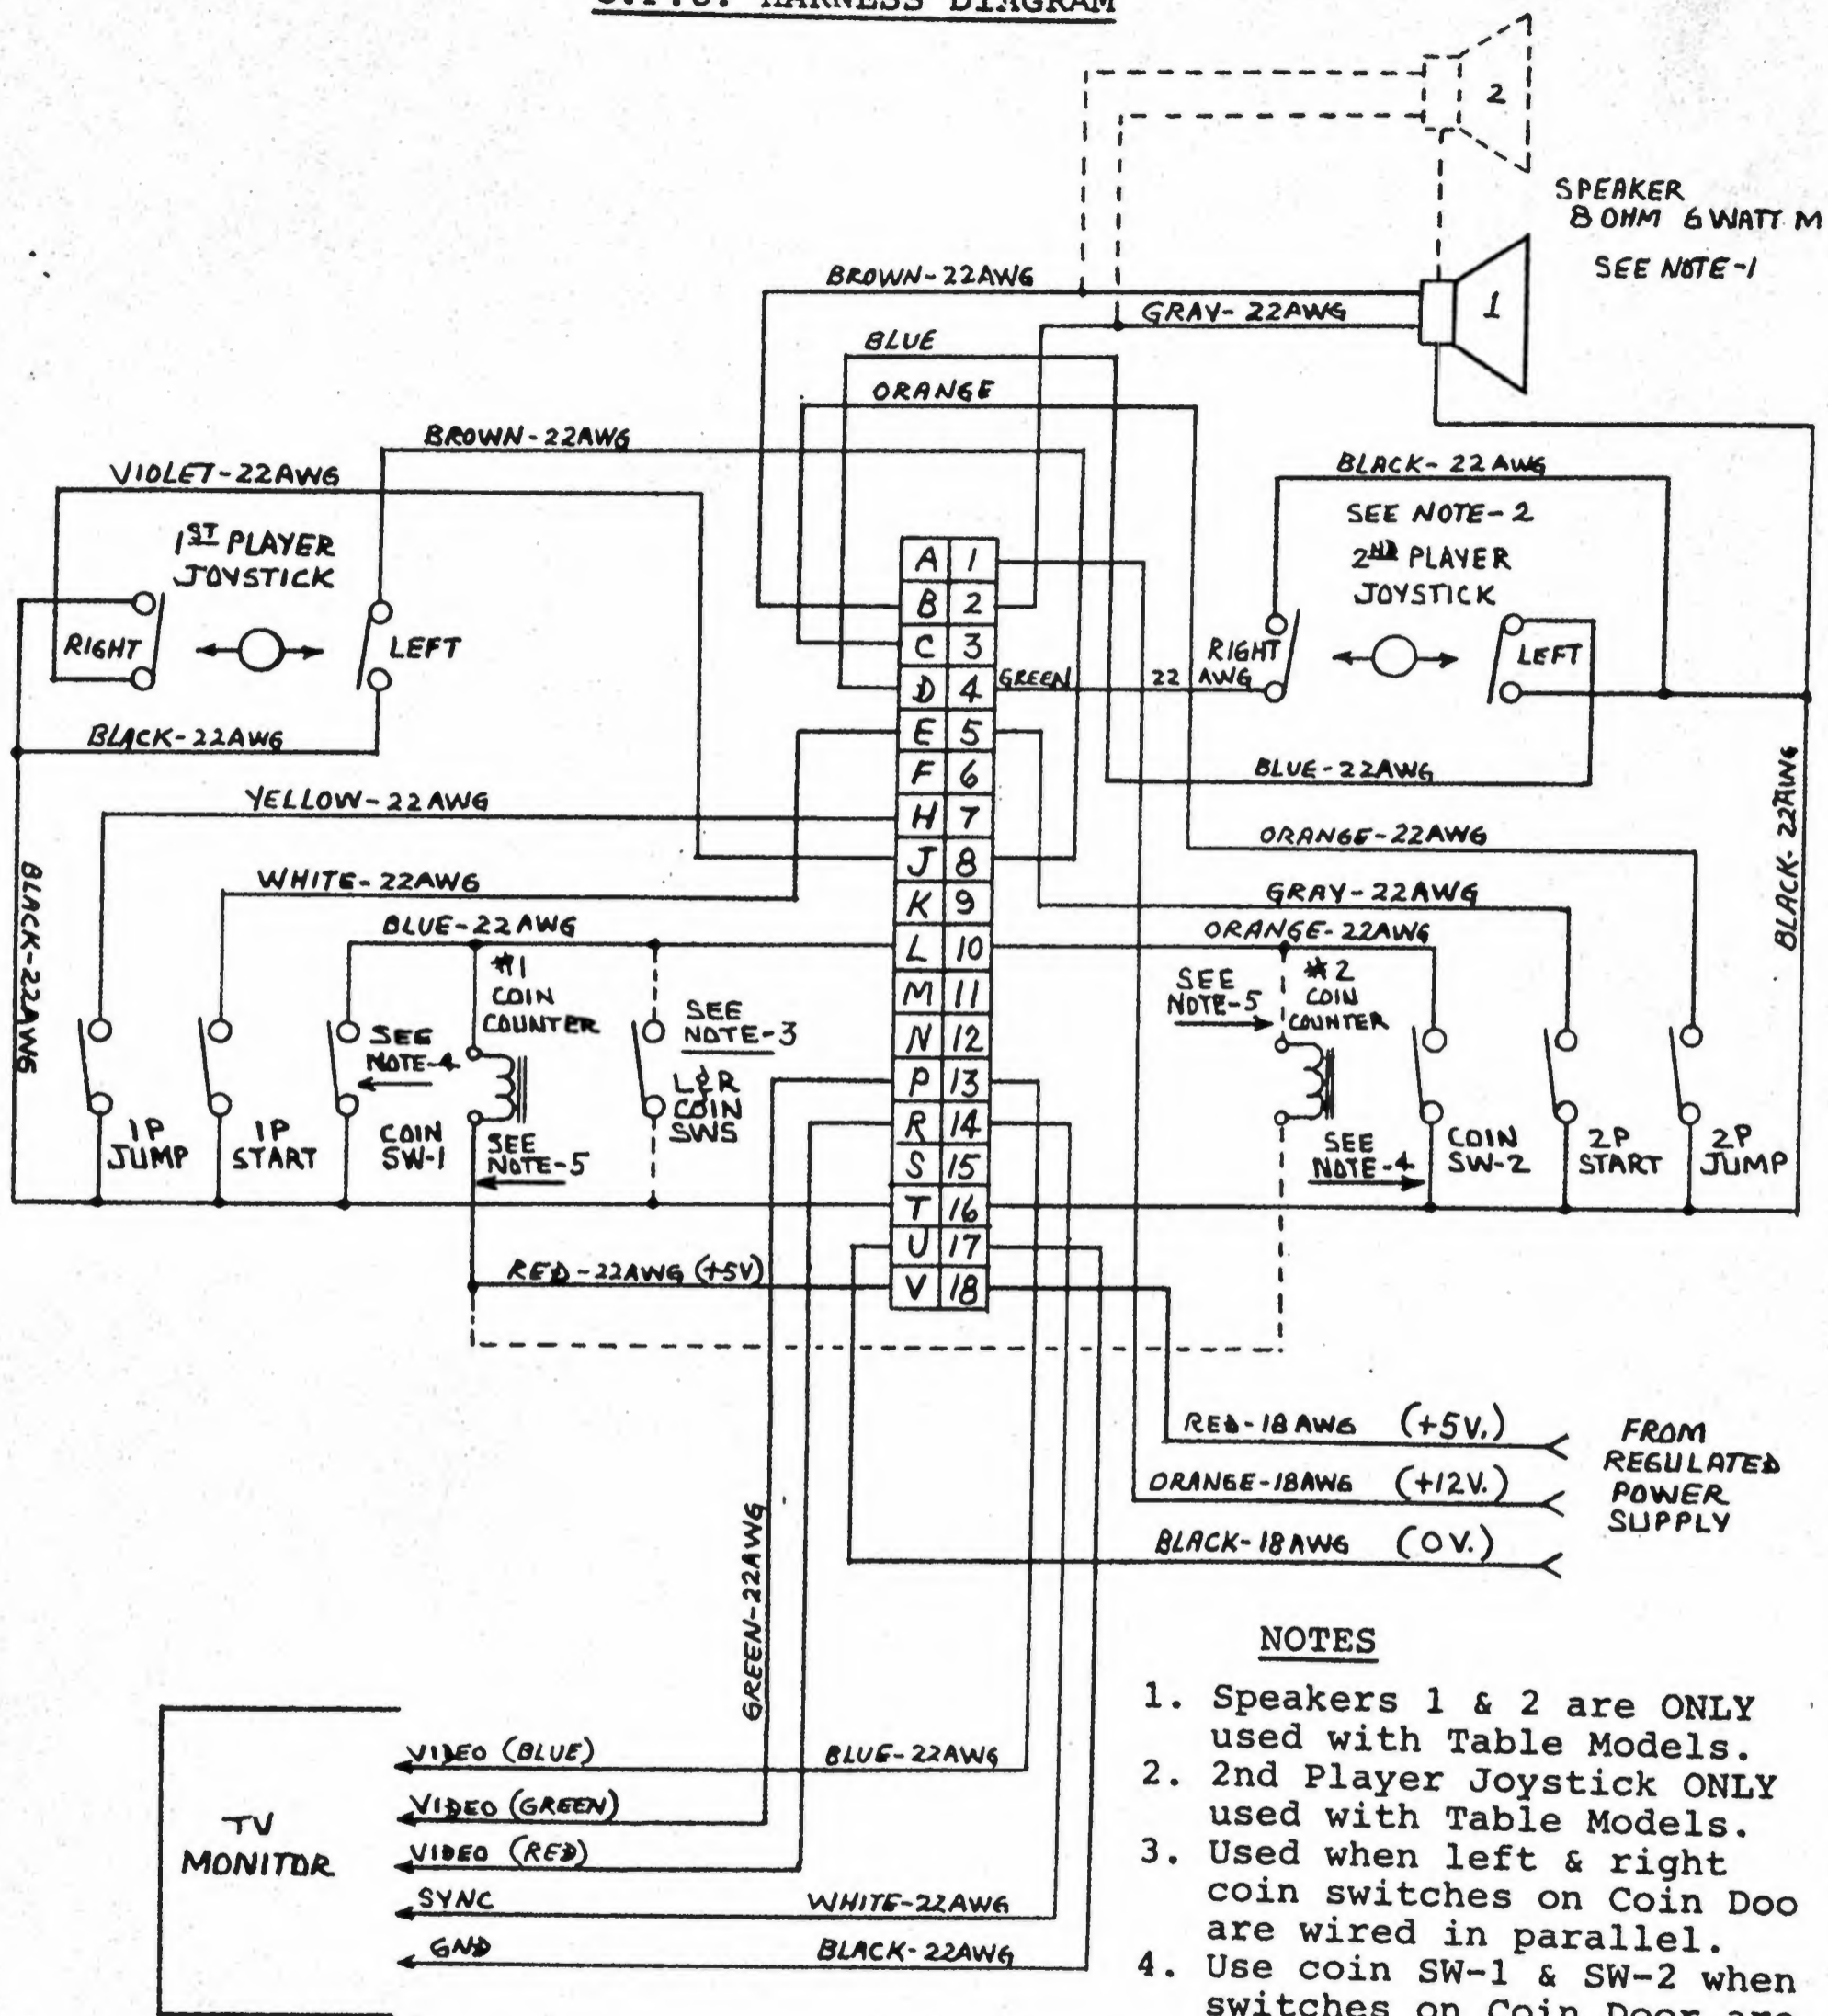 HARNESS DIAGRAM
2
SPEAKER
8 OHM 6 WATT M
SEE NOTE-1
1
BROWN-22AWG
GRAY-22AWG
BLUE
ORANGE
BROWN-22AWG
VIOLET-22AWG
BLACK-22AWG
1ST PLAYER
JOYSTICK
RIGHT
LEFT
SEE NOTE-2
2ND PLAYER
JOYSTICK
RIGHT
LEFT
A 1
B 2
C 3
D 4
E 5
F 6
H 7
J 8
K 9
L 10
M 11
N 12
P 13
R 14
S 15
T 16
U 17
V 18
GREEN 22 AWG
BLACK-22AWG
BLUE-22AWG
YELLOW-22AWG
ORANGE-22AWG
WHITE-22AWG
GRAY-22AWG
BLUE-22AWG
ORANGE-22AWG
BLACK-22AWG
BLACK-22AWG
#1
COIN
COUNTER
SEE
NOTE-3
L&R
COIN
SWS
SEE
NOTE-4
1P
JUMP
1P
START
COIN
SW-1
SEE
NOTE-5
SEE
NOTE-5
#2
COIN
COUNTER
SEE
NOTE-4
COIN
SW-2
2P
START
2P
JUMP
RED-22AWG (+5V)
RED-18AWG (+5V.)
ORANGE-18AWG (+12V.)
BLACK-18AWG (0V.)
FROM
REGULATED
POWER
SUPPLY
GREEN-22AWG
TV
MONITOR
VIDEO (BLUE)
BLUE-22AWG
VIDEO (GREEN)
VIDEO (RED)
SYNC
WHITE-22AWG
GND
BLACK-22AWG
NOTES
1. Speakers 1 & 2 are ONLY
used with Table Models.
2. 2nd Player Joystick ONLY
used with Table Models.
3. Used when left & right
coin switches on Coin Doo
are wired in parallel.
4. Use coin SW-1 & SW-2 when
switches on Coin Door are